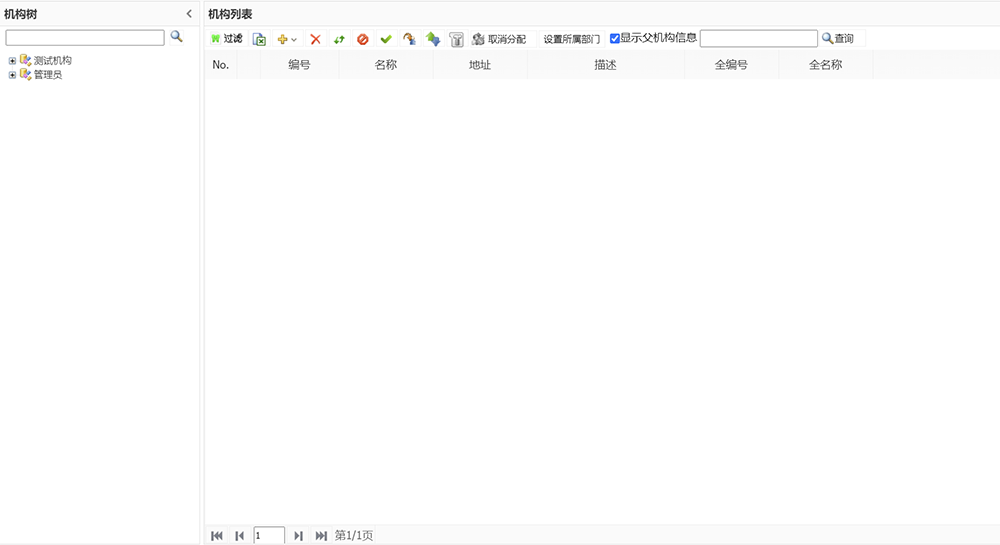 机构树
测试机构
管理员
机构列表
过滤 取消分配 设置所属部门 显示父机构信息 查询
No. 编号 名称 地址 描述 全编号 全名称
1 第1/1页